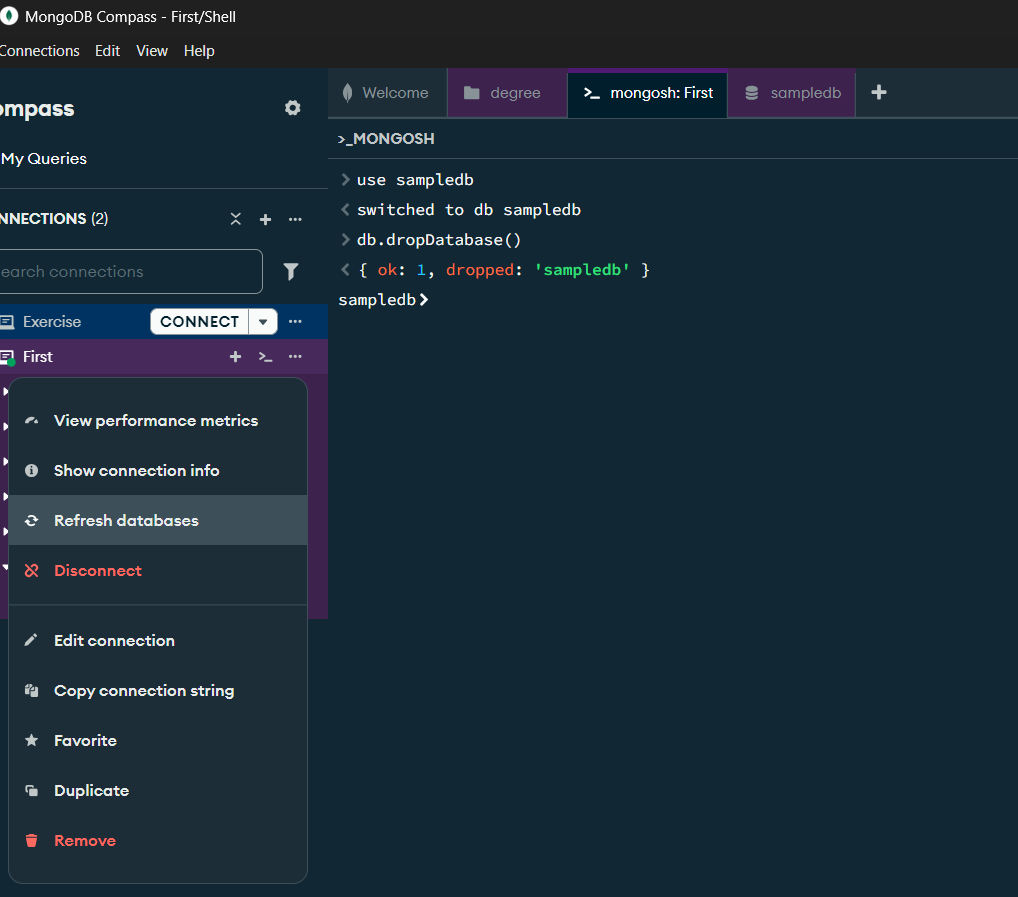 MongoDB Compass - First/Shell
Connections Edit View Help
ompass
My Queries
NNECTIONS (2)
earch connections
Exercise CONNECT
First
View performance metrics
Show connection info
Refresh databases
Disconnect
Edit connection
Copy connection string
Favorite
Duplicate
Remove
Welcome degree >_ mongosh: First sampledb +
>_MONGOSH
> use sampledb
< switched to db sampledb
> db.dropDatabase()
< { ok: 1, dropped: 'sampledb' }
sampledb>